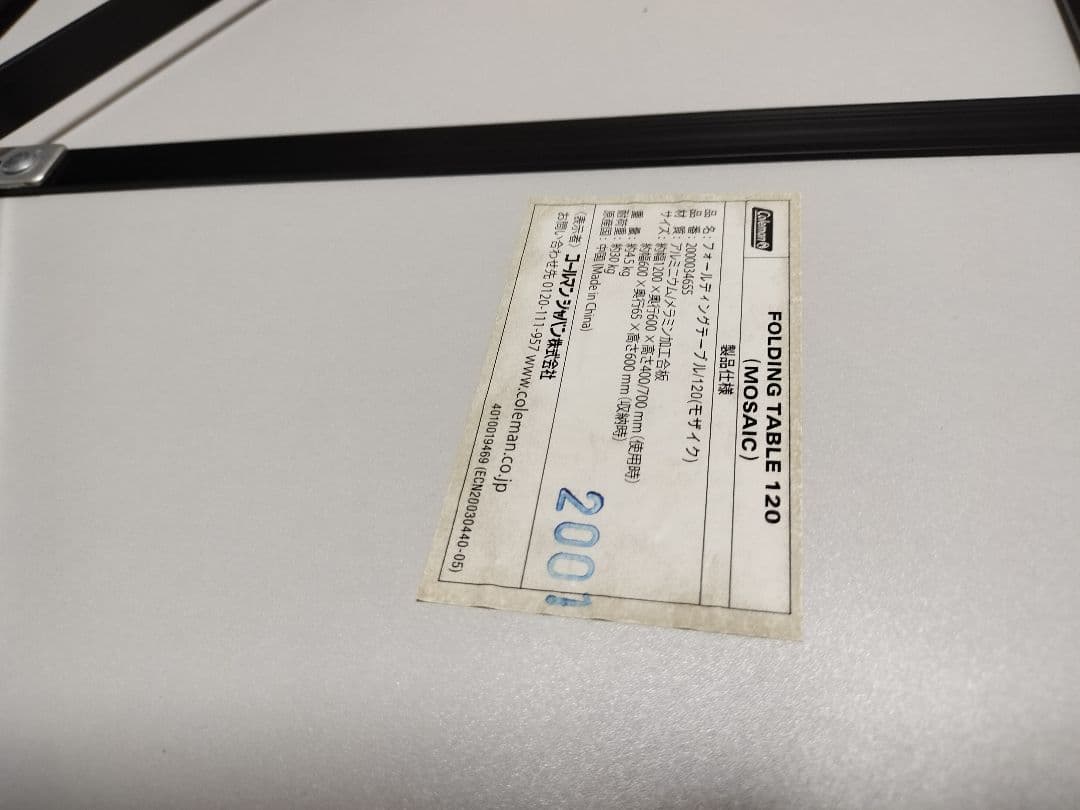 Coleman
FOLDING TABLE 120
(MOSAIC)
製品仕様
品 名：フォールディングテーブル/120(モザイク)
品 番：2000034655
材 質：アルミニウム/メラミン加工合板
サイズ：約幅1200×奥行600×高さ400/700 mm (使用時)
約幅600×奥行65×高さ600 mm (収納時)
重 量：約4.5 kg
耐荷重：約30 kg
原産国：中国 (Made in China)
(表示者) コールマン ジャパン株式会社
お問い合わせ先 0120-111-957 www.coleman.co.jp
4010019469 (ECN20030440-05)
2001